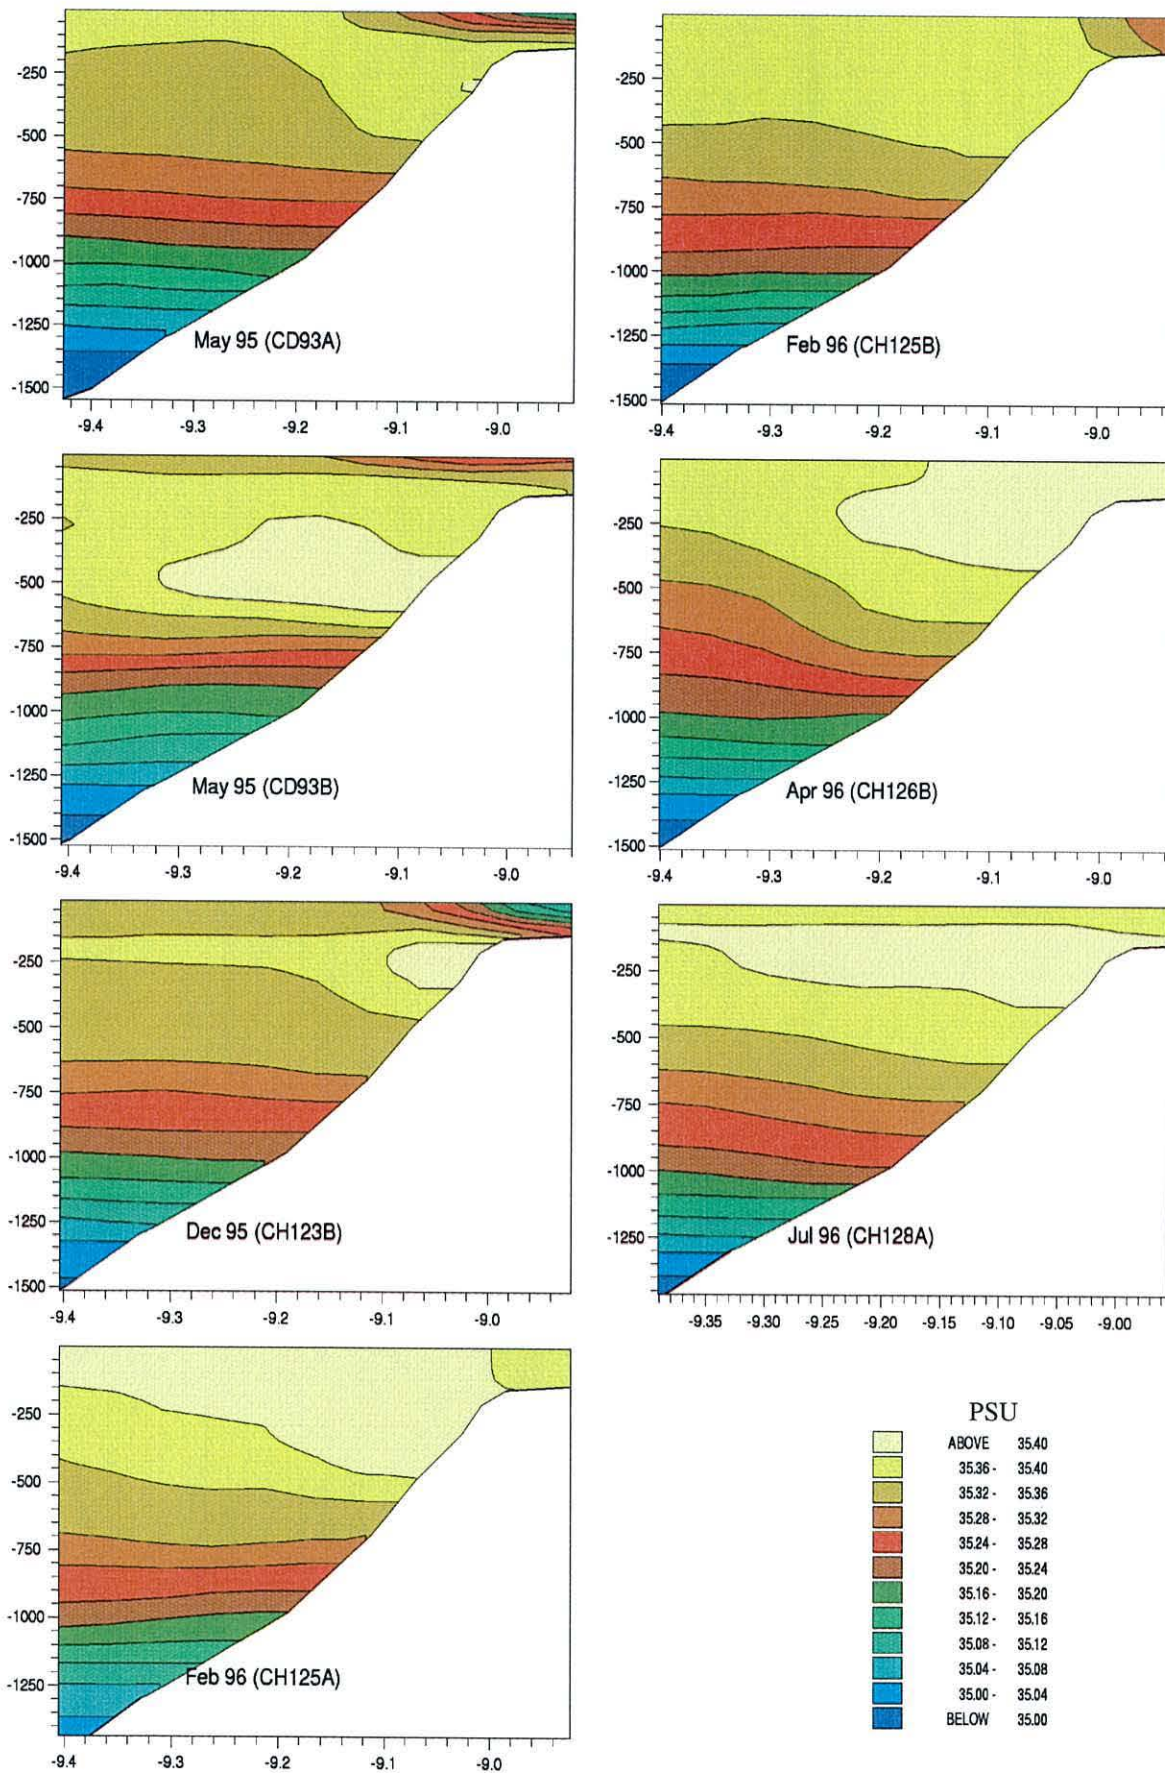 -250
-500
-750
-1000
-1250
-1500
May 95 (CD93A)
-9.4 -9.3 -9.2 -9.1 -9.0
-250
-500
-750
-1000
-1250
-1500
Feb 96 (CH125B)
-9.4 -9.3 -9.2 -9.1 -9.0
-250
-500
-750
-1000
-1250
-1500
May 95 (CD93B)
-9.4 -9.3 -9.2 -9.1 -9.0
-250
-500
-750
-1000
-1250
-1500
Apr 96 (CH126B)
-9.4 -9.3 -9.2 -9.1 -9.0
-250
-500
-750
-1000
-1250
-1500
Dec 95 (CH123B)
-9.4 -9.3 -9.2 -9.1 -9.0
-250
-500
-750
-1000
-1250
Jul 96 (CH128A)
-9.35 -9.30 -9.25 -9.20 -9.15 -9.10 -9.05 -9.00
-250
-500
-750
-1000
-1250
Feb 96 (CH125A)
-9.4 -9.3 -9.2 -9.1 -9.0
PSU
ABOVE 35.40
35.36 - 35.40
35.32 - 35.36
35.28 - 35.32
35.24 - 35.28
35.20 - 35.24
35.16 - 35.20
35.12 - 35.16
35.08 - 35.12
35.04 - 35.08
35.00 - 35.04
BELOW 35.00